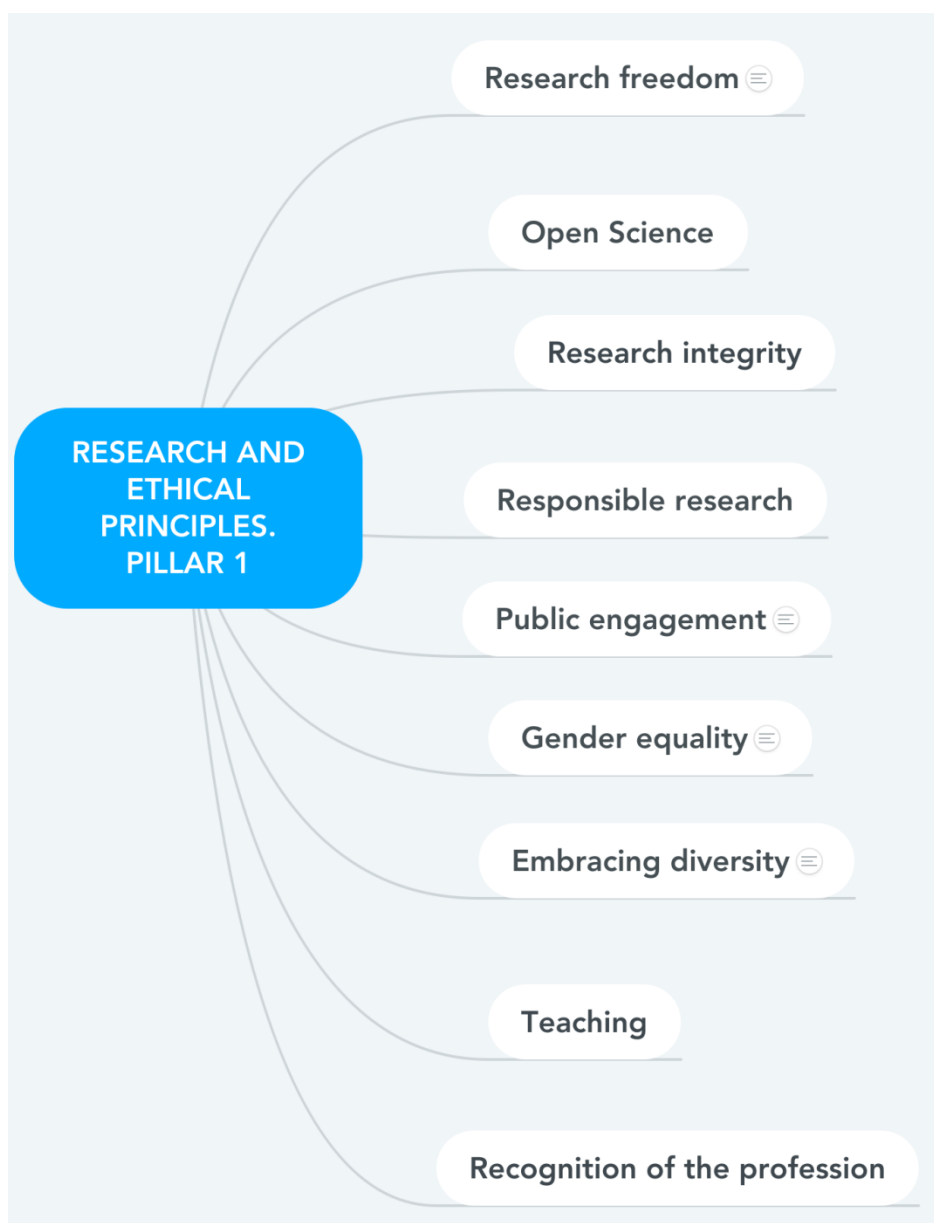 Research freedom
Open Science
Research integrity
RESEARCH AND
ETHICAL
PRINCIPLES.
PILLAR 1
Responsible research
Public engagement
Gender equality
Embracing diversity
Teaching
Recognition of the profession